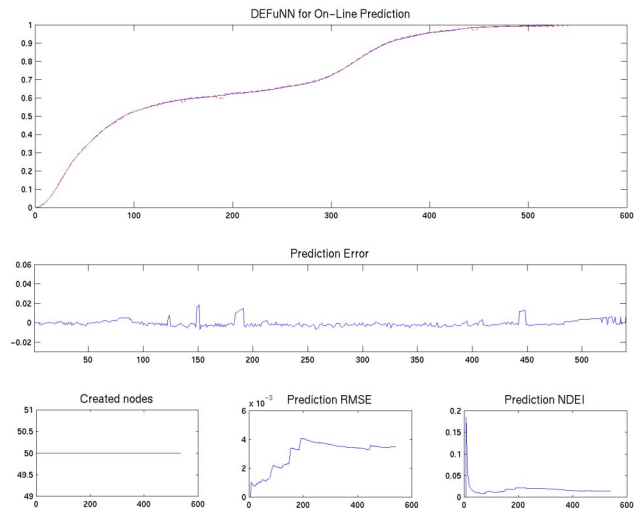 DEFuNN for On-Line Prediction
1
0.9
0.8
0.7
0.6
0.5
0.4
0.3
0.2
0.1
0
0 100 200 300 400 500 600
Prediction Error
0.06
0.04
0.02
0
-0.02
50 100 150 200 250 300 350 400 450 500
Created nodes
51
50.5
50
49.5
49
0 200 400 600
Prediction RMSE
x 10⁻³
6
4
2
0
0 200 400 600
Prediction NDEI
0.2
0.15
0.1
0.05
0
0 200 400 600